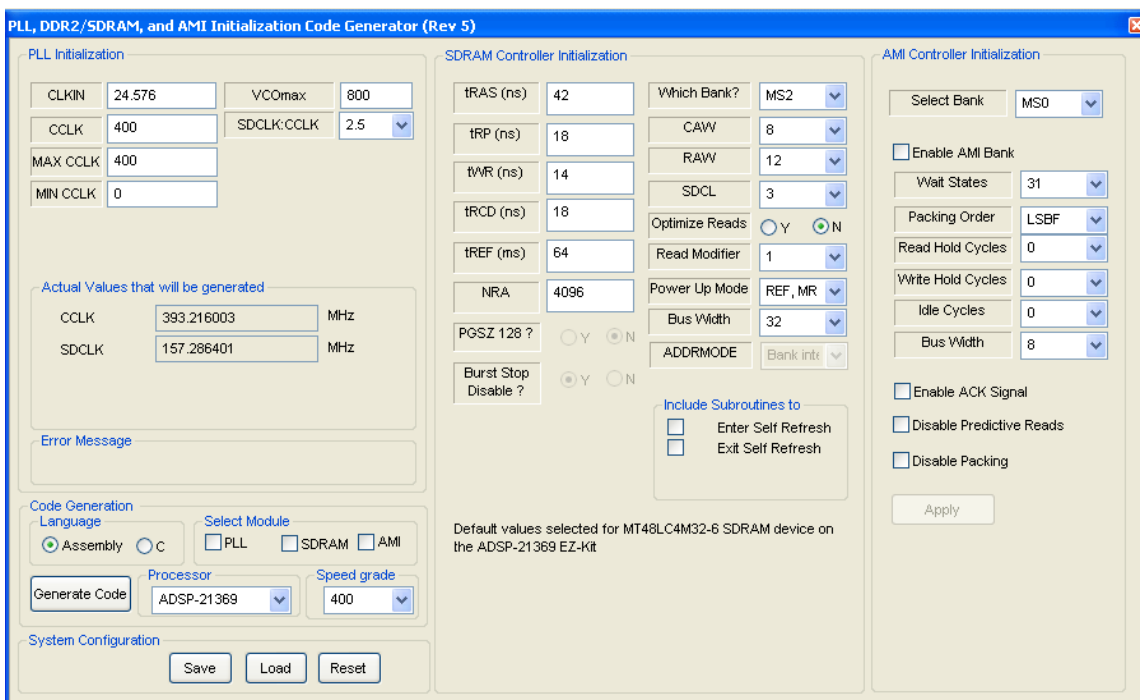 PLL, DDR2/SDRAM, and AMI Initialization Code Generator (Rev 5)
PLL Initialization
CLKIN 24.576 VCOmax 800
CCLK 400 SDCLK:CCLK 2.5
MAX CCLK 400
MIN CCLK 0
Actual Values that will be generated
CCLK 393.216003 MHz
SDCLK 157.286401 MHz
Error Message
Code Generation
Language
Assembly C
Select Module
PLL SDRAM AMI
Generate Code
Processor
ADSP-21369
Speed grade
400
System Configuration
Save Load Reset
SDRAM Controller Initialization
tRAS (ns) 42
tRP (ns) 18
tWR (ns) 14
tRCD (ns) 18
tREF (ms) 64
NRA 4096
PGSZ 128 ? Y N
Burst Stop
Disable ? Y N
Which Bank? MS2
CAW 8
RAW 12
SDCL 3
Optimize Reads Y N
Read Modifier 1
Power Up Mode REF, MR
Bus Width 32
ADDRMODE Bank inte
Include Subroutines to
Enter Self Refresh
Exit Self Refresh
Default values selected for MT48LC4M32-6 SDRAM device on
the ADSP-21369 EZ-Kit
AMI Controller Initialization
Select Bank MS0
Enable AMI Bank
Wait States 31
Packing Order LSBF
Read Hold Cycles 0
Write Hold Cycles 0
Idle Cycles 0
Bus Width 8
Enable ACK Signal
Disable Predictive Reads
Disable Packing
Apply